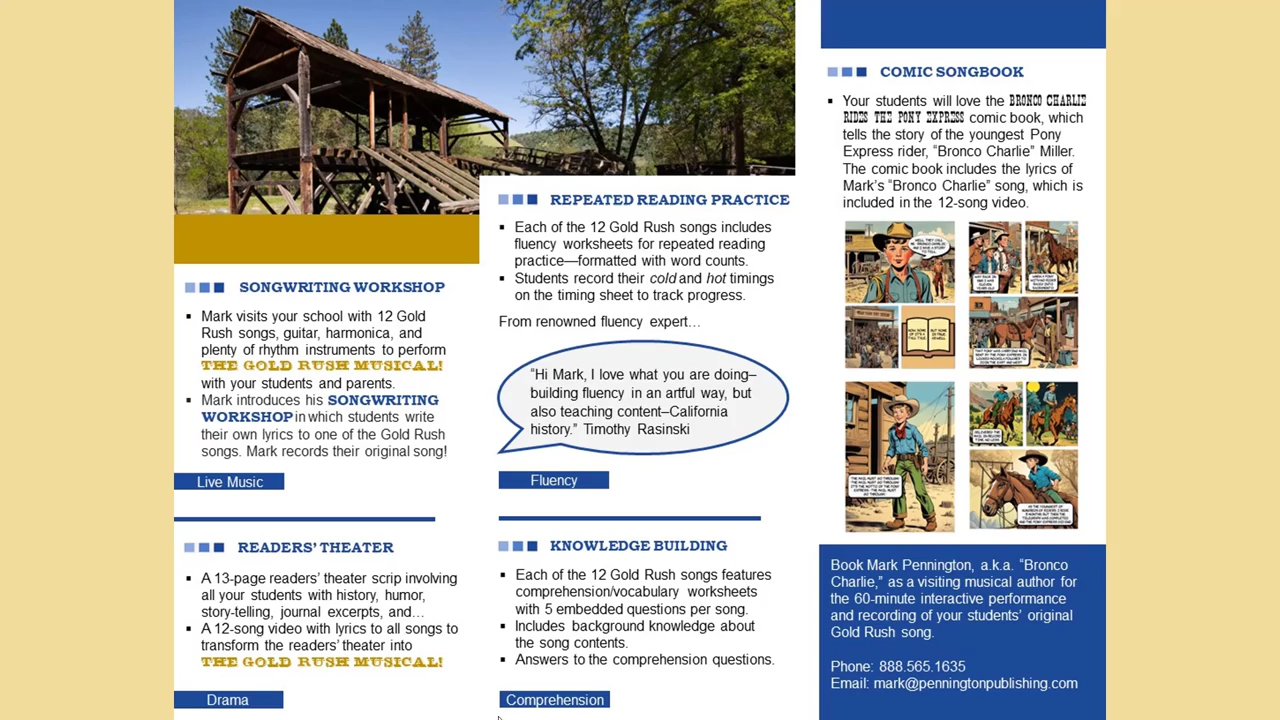 SONGWRITING WORKSHOP
▪ Mark visits your school with 12 Gold
Rush songs, guitar, harmonica, and
plenty of rhythm instruments to perform
THE GOLD RUSH MUSICAL!
with your students and parents.
▪ Mark introduces his SONGWRITING
WORKSHOP in which students write
their own lyrics to one of the Gold Rush
songs. Mark records their original song!
Live Music
READERS' THEATER
▪ A 13-page readers' theater scrip involving
all your students with history, humor,
story-telling, journal excerpts, and…
▪ A 12-song video with lyrics to all songs to
transform the readers' theater into
THE GOLD RUSH MUSICAL!
Drama
REPEATED READING PRACTICE
▪ Each of the 12 Gold Rush songs includes
fluency worksheets for repeated reading
practice—formatted with word counts.
▪ Students record their cold and hot timings
on the timing sheet to track progress.
From renowned fluency expert…
"Hi Mark, I love what you are doing–
building fluency in an artful way, but
also teaching content–California
history." Timothy Rasinski
Fluency
KNOWLEDGE BUILDING
▪ Each of the 12 Gold Rush songs features
comprehension/vocabulary worksheets
with 5 embedded questions per song.
▪ Includes background knowledge about
the song contents.
▪ Answers to the comprehension questions.
Comprehension
COMIC SONGBOOK
▪ Your students will love the BRONCO CHARLIE
RIDES THE PONY EXPRESS comic book, which
tells the story of the youngest Pony
Express rider, "Bronco Charlie" Miller.
The comic book includes the lyrics of
Mark's "Bronco Charlie" song, which is
included in the 12-song video.
Book Mark Pennington, a.k.a. "Bronco
Charlie," as a visiting musical author for
the 60-minute interactive performance
and recording of your students' original
Gold Rush song.
Phone: 888.565.1635
Email: mark@penningtonpublishing.com